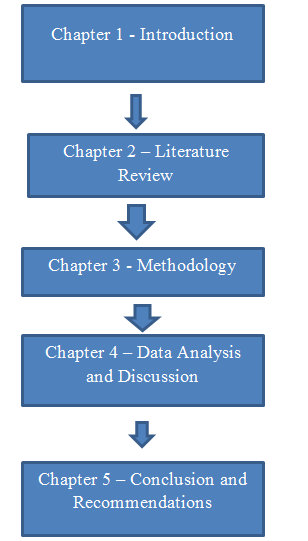 Chapter 1 - Introduction
Chapter 2 – Literature
Review
Chapter 3 - Methodology
Chapter 4 – Data Analysis
and Discussion
Chapter 5 – Conclusion and
Recommendations